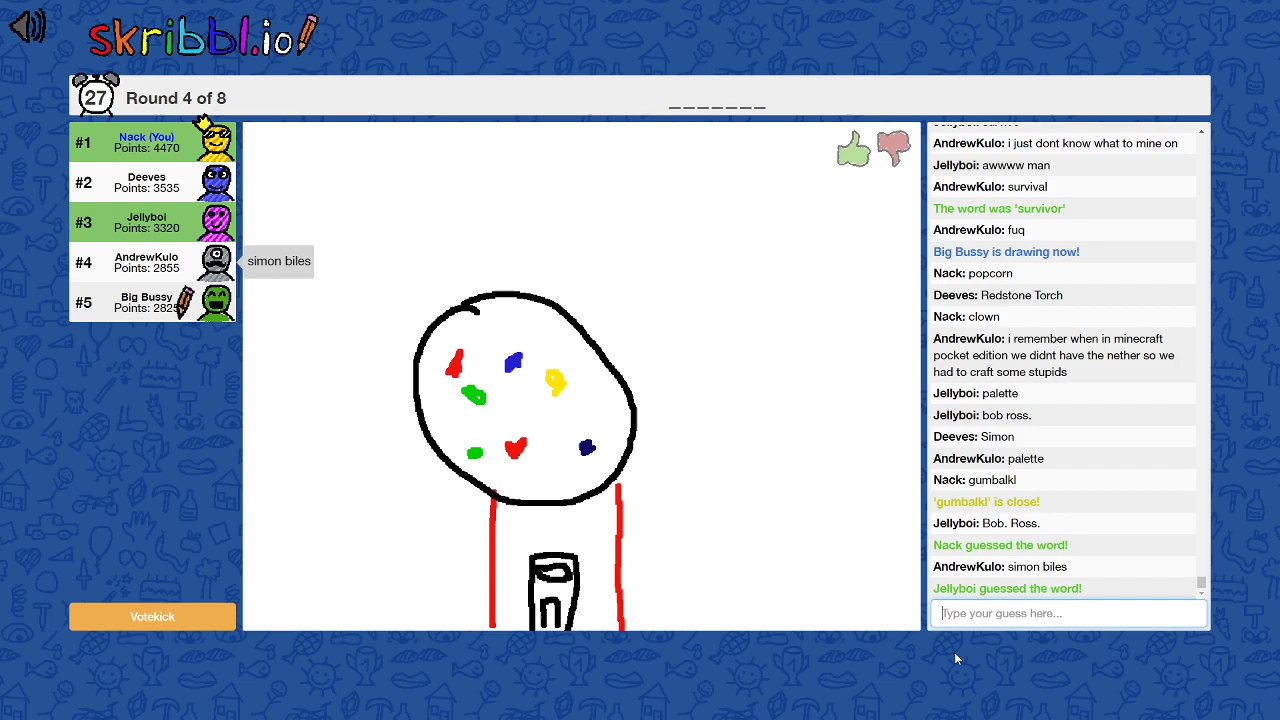 skribbl.io!
27
Round 4 of 8
_ _ _ _ _ _ _
#1
Nack (You)
Points: 4470
#2
Deeves
Points: 3535
#3
Jellyboi
Points: 3320
#4
AndrewKulo
Points: 2855
simon biles
#5
Big Bussy
Points: 2825
Votekick
AndrewKulo: i just dont know what to mine on
Jellyboi: awwww man
AndrewKulo: survival
The word was 'survivor'
AndrewKulo: fuq
Big Bussy is drawing now!
Nack: popcorn
Deeves: Redstone Torch
Nack: clown
AndrewKulo: i remember when in minecraft
pocket edition we didnt have the nether so we
had to craft some stupids
Jellyboi: palette
Jellyboi: bob ross.
Deeves: Simon
AndrewKulo: palette
Nack: gumbalkl
'gumbalkl' is close!
Jellyboi: Bob. Ross.
Nack guessed the word!
AndrewKulo: simon biles
Jellyboi guessed the word!
Type your guess here...